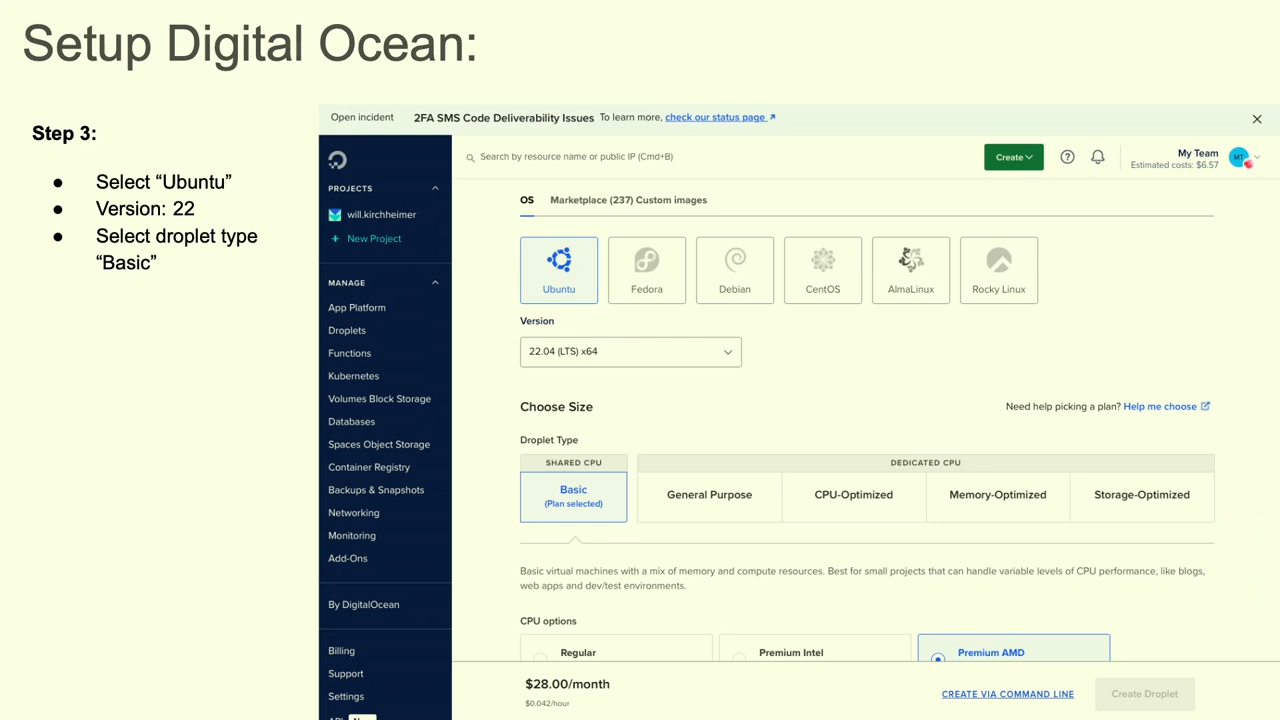 Setup Digital Ocean:
Step 3:
● Select “Ubuntu”
● Version: 22
● Select droplet type
“Basic”
Open incident 2FA SMS Code Deliverability Issues To learn more, check our status page
Search by resource name or public IP (Cmd+B)
Create
My Team
Estimated costs: $6.57
MT
PROJECTS
will.kirchheimer
+ New Project
MANAGE
App Platform
Droplets
Functions
Kubernetes
Volumes Block Storage
Databases
Spaces Object Storage
Container Registry
Backups & Snapshots
Networking
Monitoring
Add-Ons
By DigitalOcean
Billing
Support
Settings
OS Marketplace (237) Custom images
Ubuntu Fedora Debian CentOS AlmaLinux Rocky Linux
Version
22.04 (LTS) x64
Choose Size
Need help picking a plan? Help me choose
Droplet Type
SHARED CPU DEDICATED CPU
Basic
(Plan selected)
General Purpose CPU-Optimized Memory-Optimized Storage-Optimized
Basic virtual machines with a mix of memory and compute resources. Best for small projects that can handle variable levels of CPU performance, like blogs,
web apps and dev/test environments.
CPU options
Regular Premium Intel Premium AMD
$28.00/month
$0.042/hour
CREATE VIA COMMAND LINE
Create Droplet